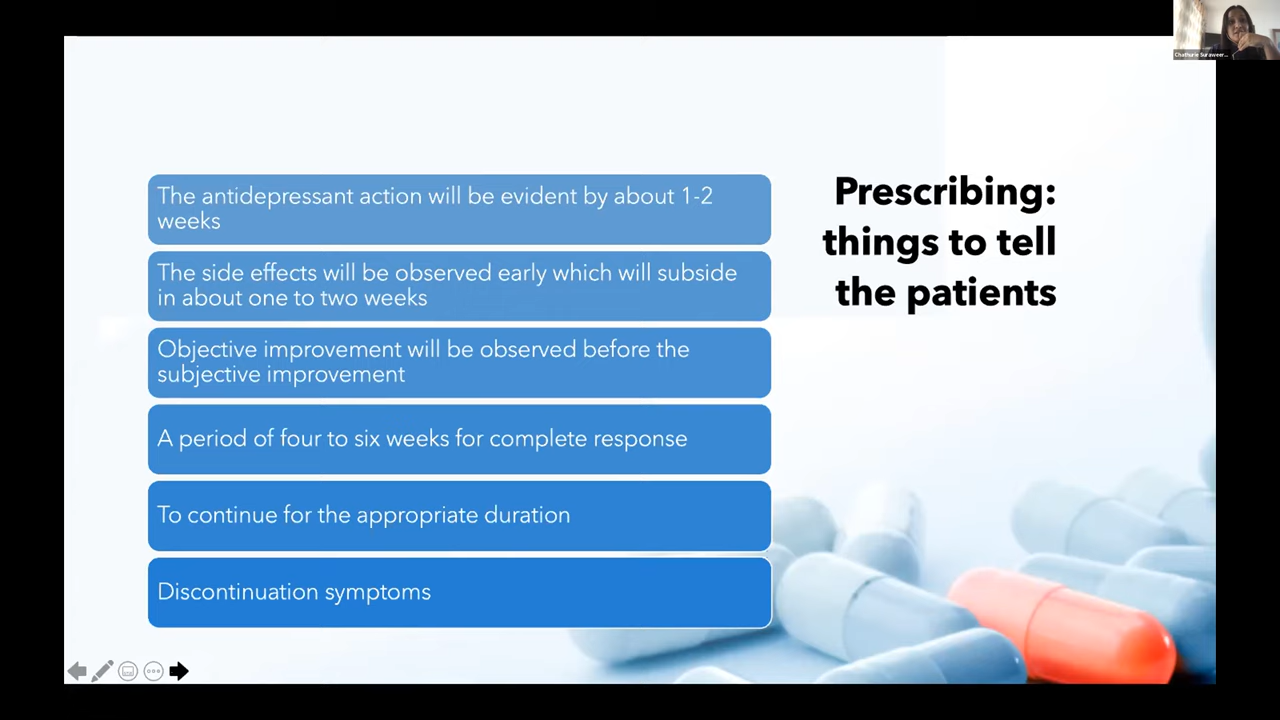 Chathurie Suraweer...
Prescribing:
things to tell
the patients
The antidepressant action will be evident by about 1-2
weeks
The side effects will be observed early which will subside
in about one to two weeks
Objective improvement will be observed before the
subjective improvement
A period of four to six weeks for complete response
To continue for the appropriate duration
Discontinuation symptoms